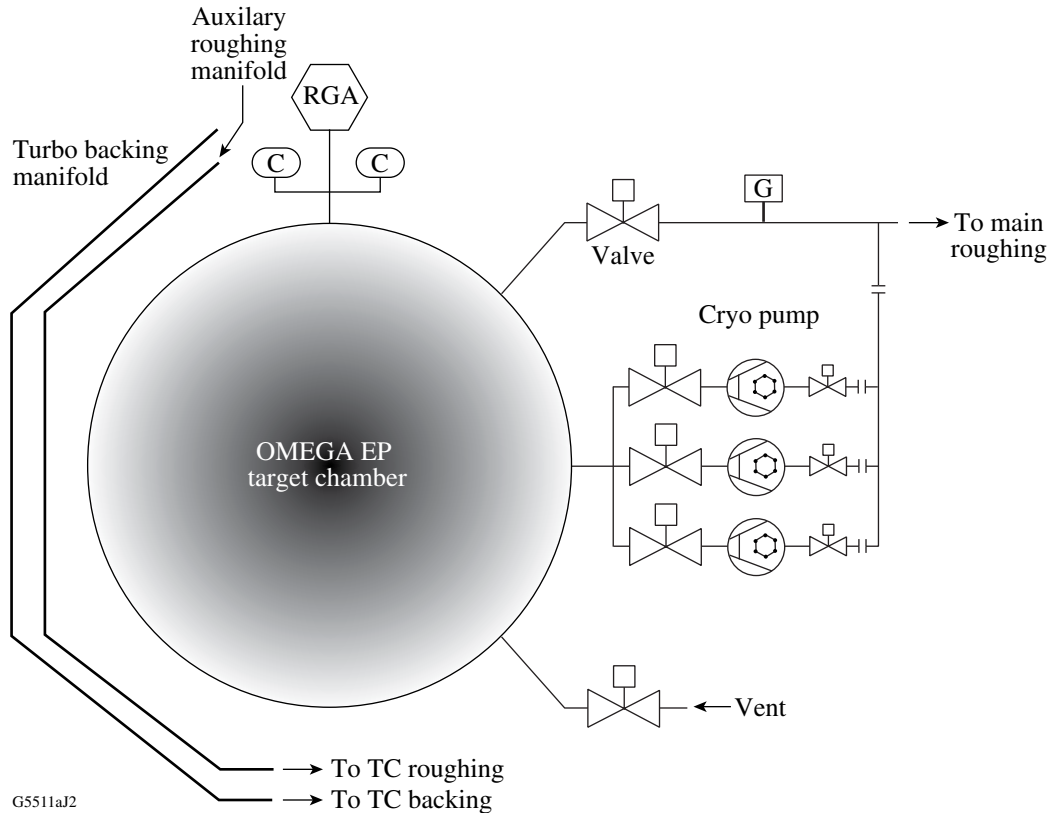 Auxilary
roughing
manifold
RGA
Turbo backing
manifold
C
C
G
To main
roughing
Valve
Cryo pump
OMEGA EP
target chamber
Vent
To TC roughing
To TC backing
G5511aJ2